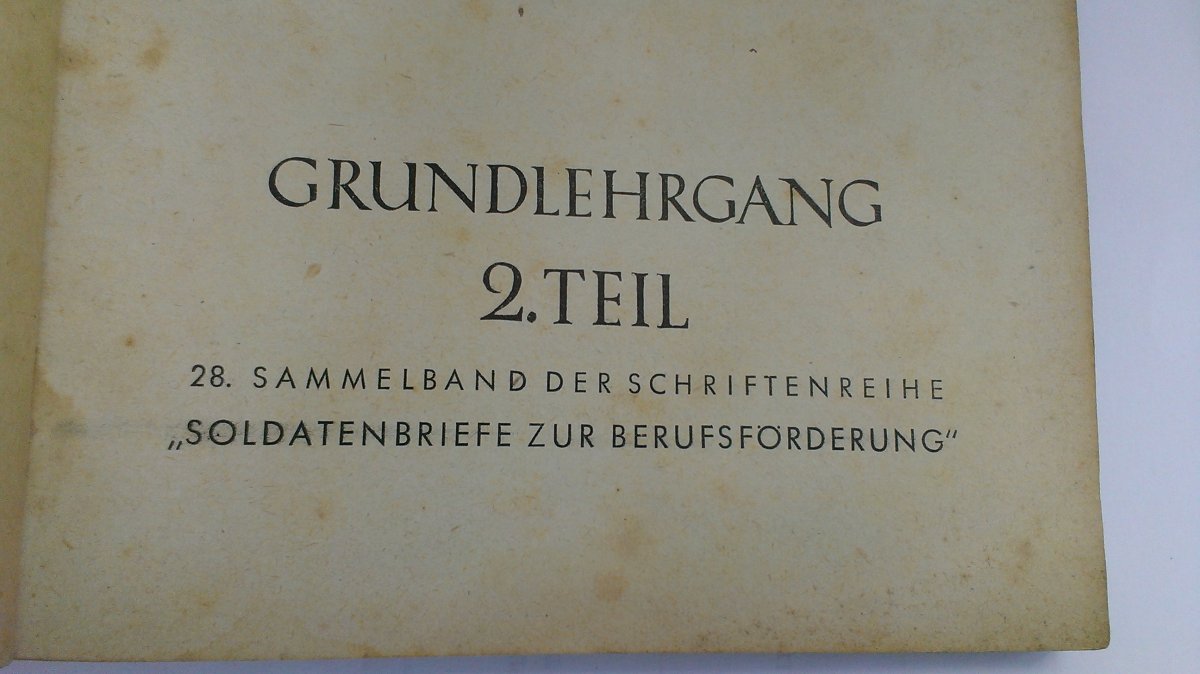 GRUNDLEHRGANG
2. TEIL
28. SAMMELBAND DER SCHRIFTENREIHE
„SOLDATENBRIEFE ZUR BERUFSFÖRDERUNG“